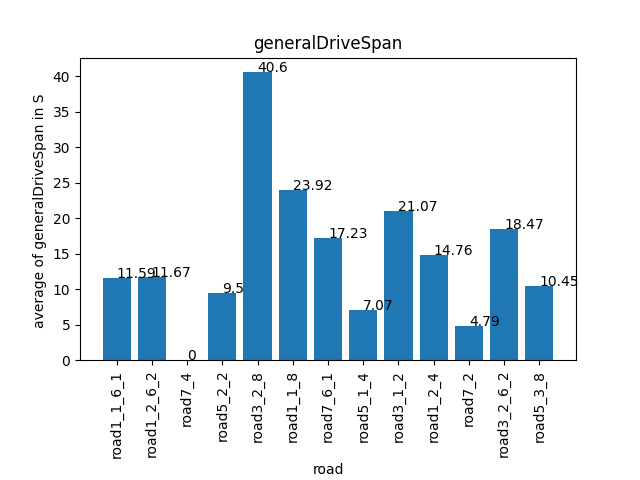 generalDriveSpan
average of generalDriveSpan in S
40
35
30
25
20
15
10
5
0
11.59
11.67
0
9.5
40.6
23.92
17.23
7.07
21.07
14.76
4.79
18.47
10.45
road1_1_6_1
road1_2_6_2
road7_4
road5_2_2
road3_2_8
road1_1_8
road7_6_1
road5_1_4
road3_1_2
road1_2_4
road7_2
road3_2_6_2
road5_3_8
road